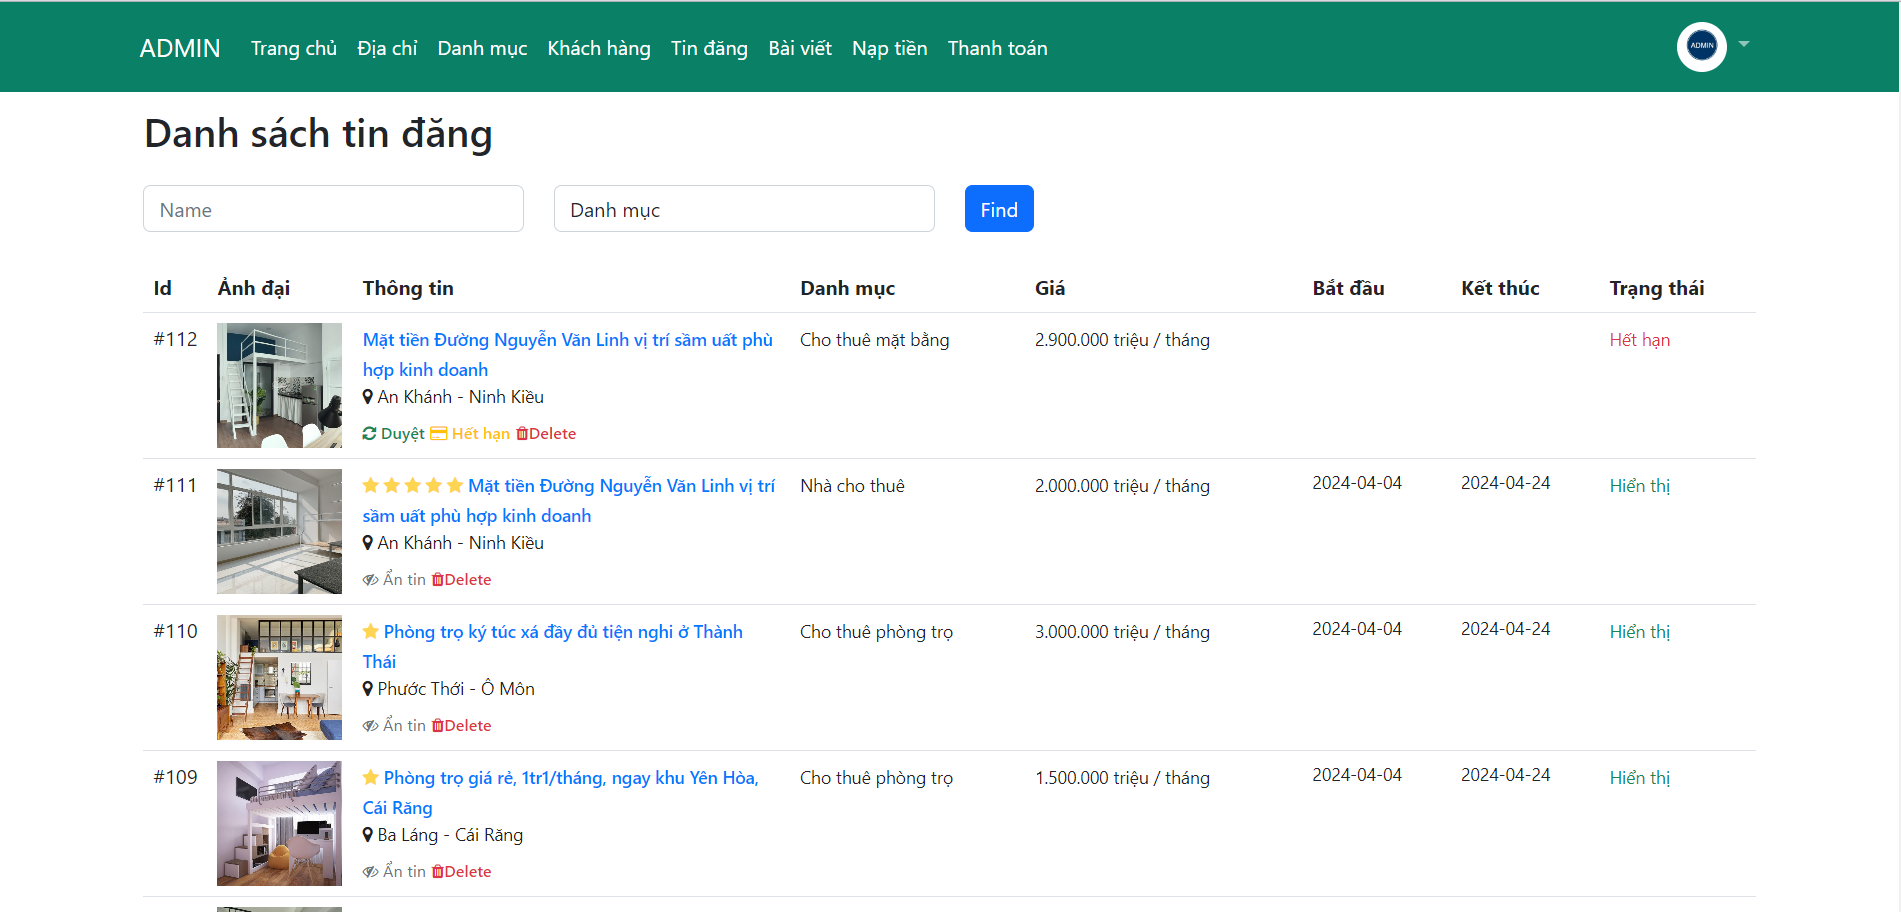 ADMIN Trang chủ Địa chỉ Danh mục Khách hàng Tin đăng Bài viết Nạp tiền Thanh toán ADMIN
Danh sách tin đăng
Name Danh mục Find
Id Ảnh đại Thông tin Danh mục Giá Bắt đầu Kết thúc Trạng thái
#112 Mặt tiền Đường Nguyễn Văn Linh vị trí sầm uất phù Cho thuê mặt bằng 2.900.000 triệu / tháng Hết hạn
hợp kinh doanh
An Khánh - Ninh Kiều
Duyệt Hết hạn Delete
#111 Mặt tiền Đường Nguyễn Văn Linh vị trí Nhà cho thuê 2.000.000 triệu / tháng 2024-04-04 2024-04-24 Hiển thị
sầm uất phù hợp kinh doanh
An Khánh - Ninh Kiều
Ẩn tin Delete
#110 Phòng trọ ký túc xá đầy đủ tiện nghi ở Thành Cho thuê phòng trọ 3.000.000 triệu / tháng 2024-04-04 2024-04-24 Hiển thị
Thái
Phước Thới - Ô Môn
Ẩn tin Delete
#109 Phòng trọ giá rẻ, 1tr1/tháng, ngay khu Yên Hòa, Cho thuê phòng trọ 1.500.000 triệu / tháng 2024-04-04 2024-04-24 Hiển thị
Cái Răng
Ba Láng - Cái Răng
Ẩn tin Delete